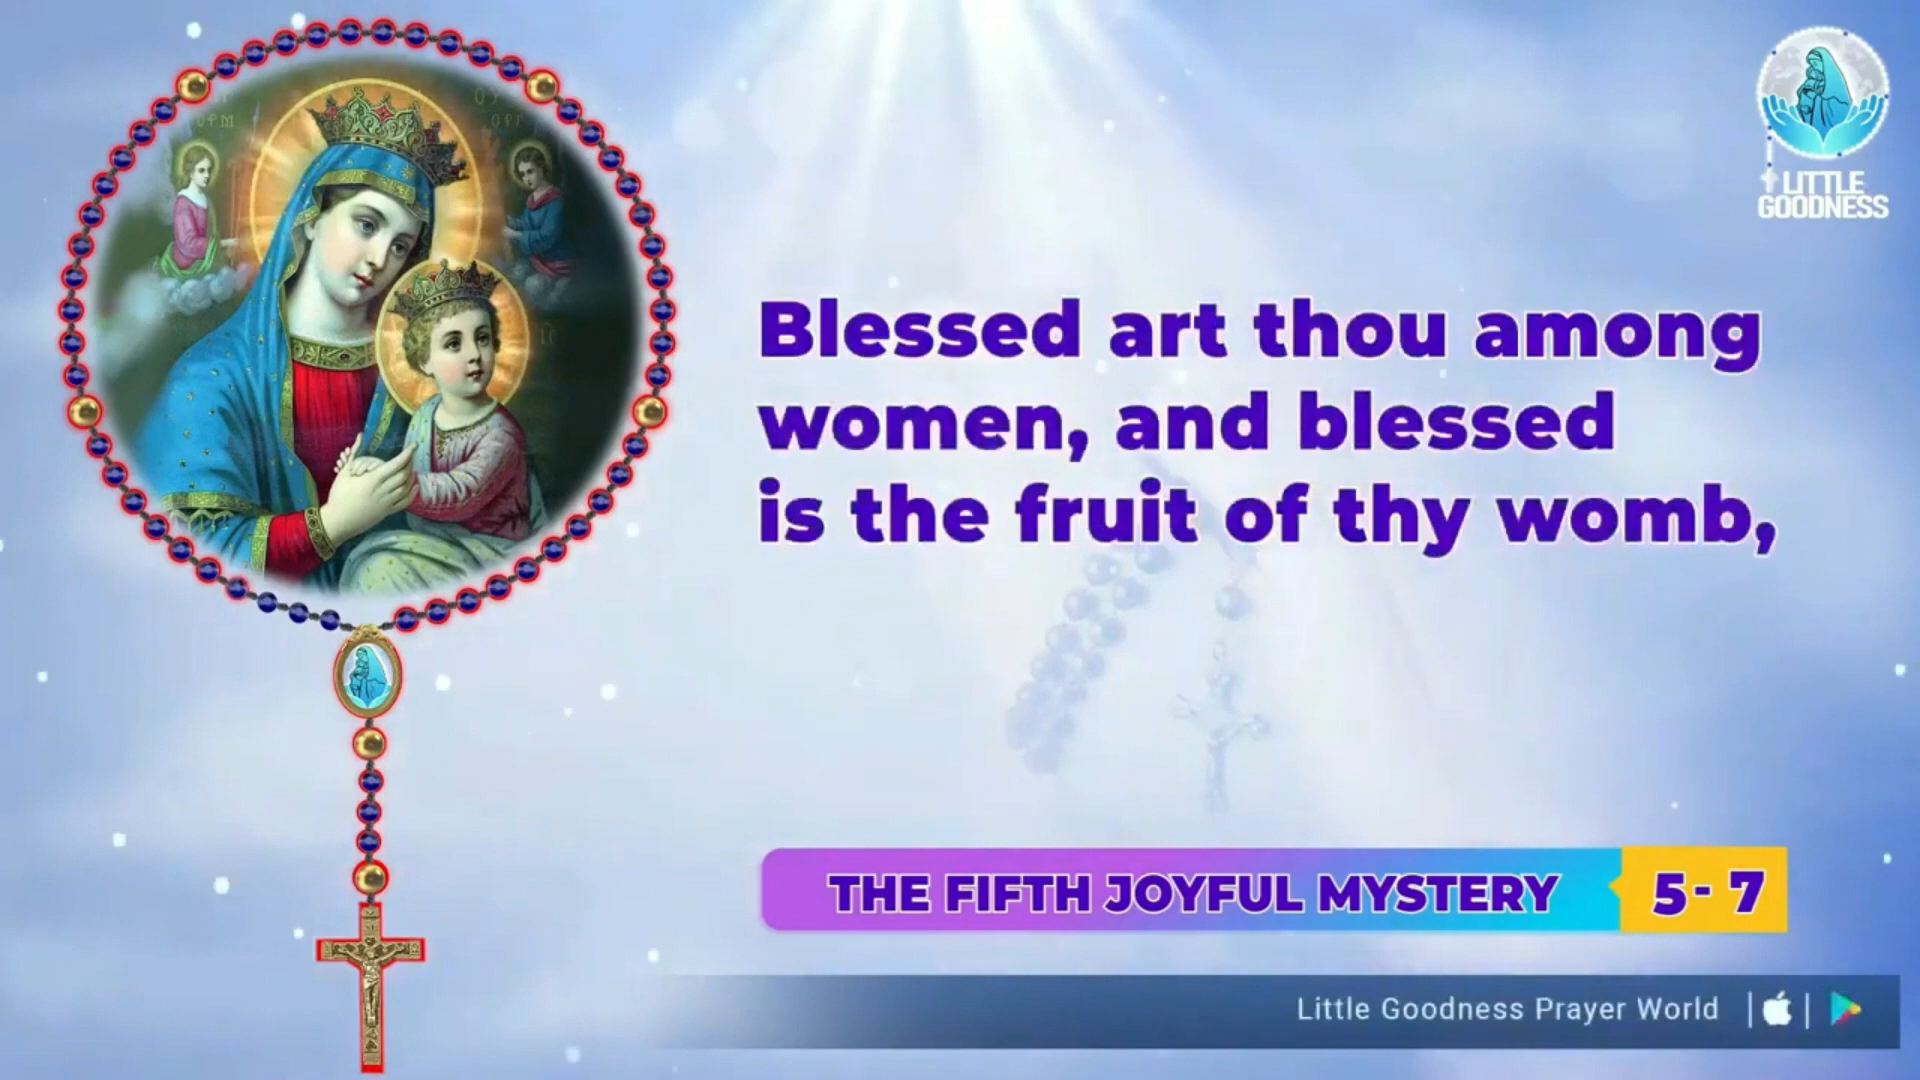 LITTLE
GOODNESS
Blessed art thou among
women, and blessed
is the fruit of thy womb,
THE FIFTH JOYFUL MYSTERY 5- 7
Little Goodness Prayer World